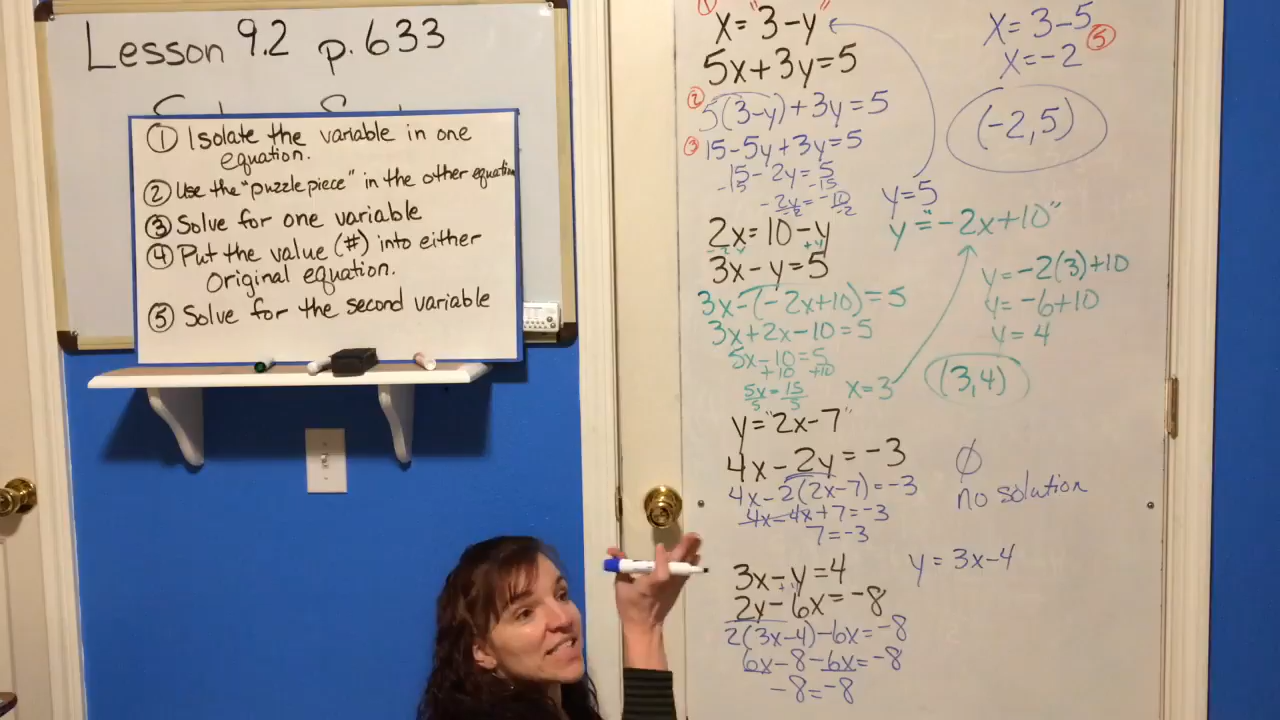 Lesson 9.2 p. 633
① Isolate the variable in one
equation.
② Use the "puzzle piece" in the other equation
③ Solve for one variable
④ Put the value (#) into either
original equation.
⑤ Solve for the second variable
①
x = "3-y"
5x+3y=5
② 5(3-y)+3y=5
③ 15-5y+3y=5
15-2y=5
-15 -15
-2y = -10
-2 -2
y=5
x = 3-5
x = -2 ⑤
(-2,5)
2x = 10-y
+y
3x-y=5
3x-(-2x+10)=5
3x+2x-10=5
5x-10=5
+10 +10
5x = 15
5 5
x=3
y = "-2x+10"
y = -2(3)+10
y = -6+10
y = 4
(3,4)
y = "2x-7"
4x-2y=-3
4x-2(2x-7)=-3
4x-4x+7=-3
7=-3
∅
no solution
3x-y=4
2y-6x=-8
2(3x-4)-6x=-8
6x-8-6x=-8
-8=-8
y = 3x-4